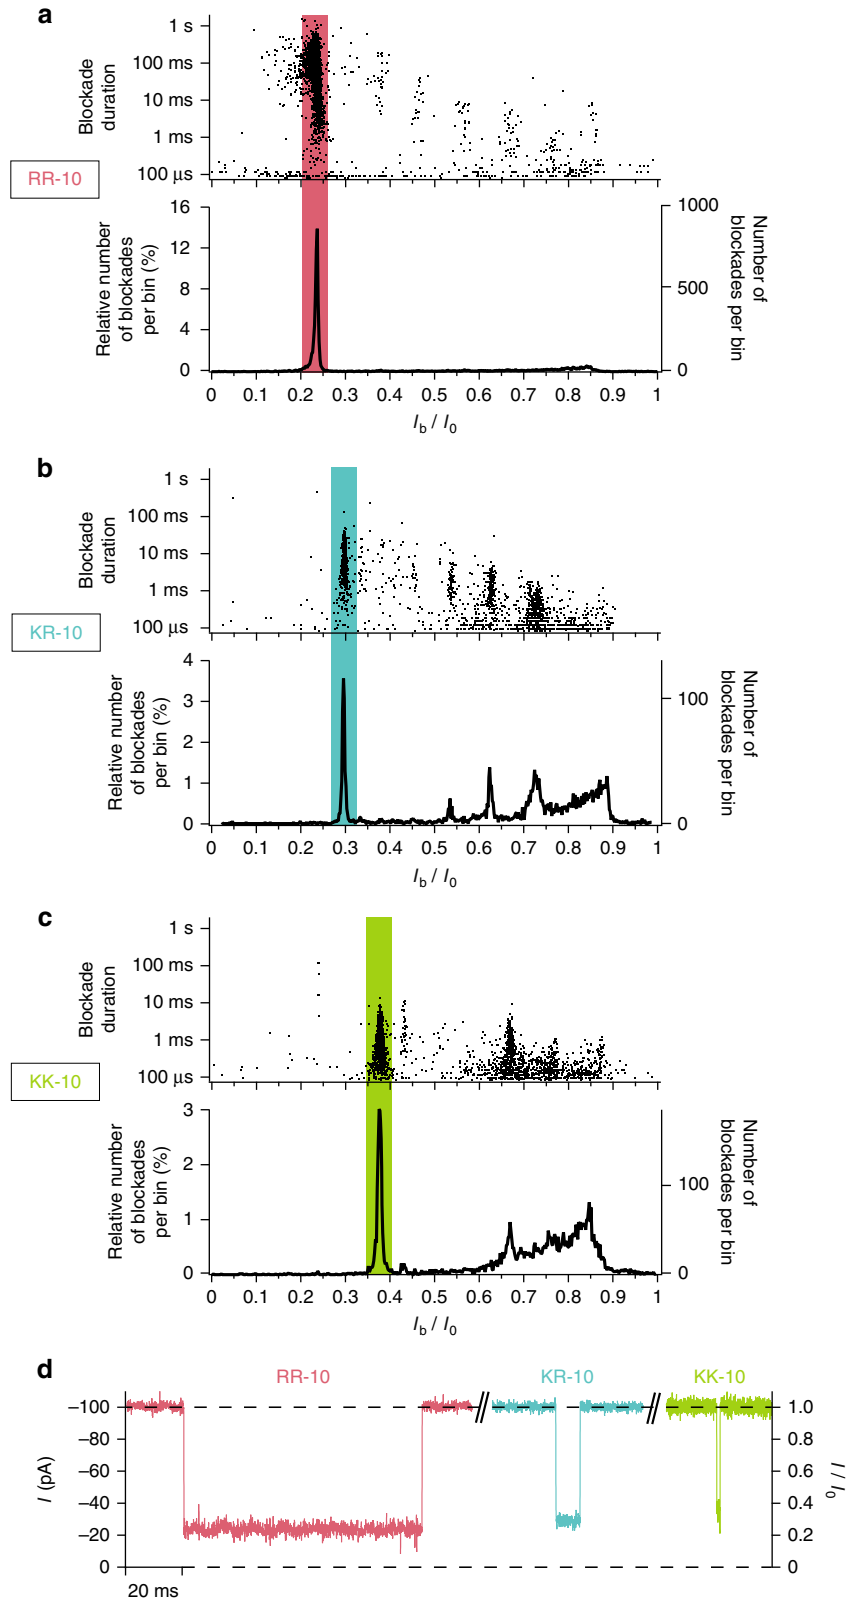 a
1 s
100 ms
10 ms
1 ms
100 µs
Blockade
duration
RR-10
16
12
8
4
0
Relative number
of blockades
per bin (%)
1000
500
0
Number of
blockades per bin
0 0.1 0.2 0.3 0.4 0.5 0.6 0.7 0.8 0.9 1
Ib / I0
b
1 s
100 ms
10 ms
1 ms
100 µs
Blockade
duration
KR-10
4
3
2
1
0
Relative number
of blockades
per bin (%)
100
0
Number of
blockades per bin
0 0.1 0.2 0.3 0.4 0.5 0.6 0.7 0.8 0.9 1
Ib / I0
c
1 s
100 ms
10 ms
1 ms
100 µs
Blockade
duration
KK-10
3
2
1
0
Relative number
of blockades
per bin (%)
100
0
Number of
blockades per bin
0 0.1 0.2 0.3 0.4 0.5 0.6 0.7 0.8 0.9 1
Ib / I0
d
RR-10 KR-10 KK-10
–100
–80
–60
–40
–20
0
I (pA)
1.0
0.8
0.6
0.4
0.2
0
I / I0
20 ms